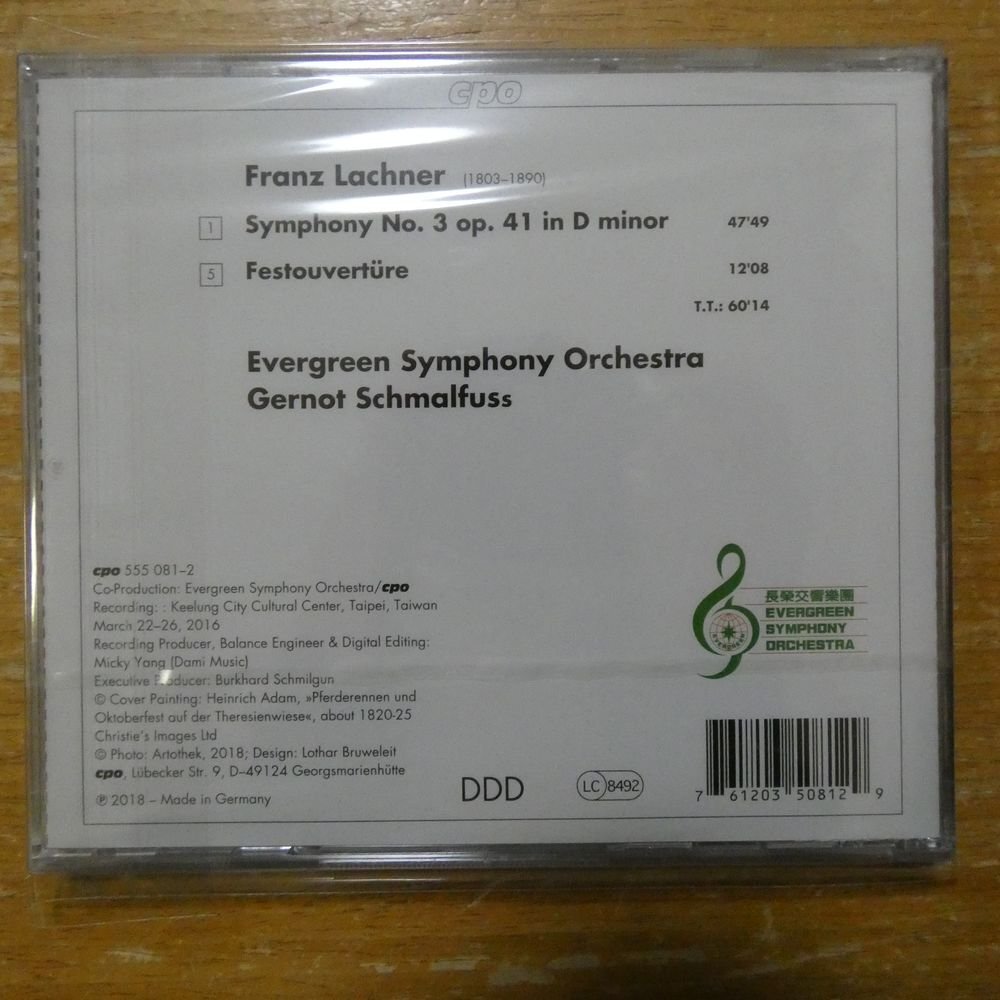 cpo
Franz Lachner (1803–1890)
1 Symphony No. 3 op. 41 in D minor 47'49
5 Festouvertüre 12'08
T.T.: 60'14
Evergreen Symphony Orchestra
Gernot Schmalfuss
cpo 555 081–2
Co-Production: Evergreen Symphony Orchestra/cpo
Recording: : Keelung City Cultural Center, Taipei, Taiwan
March 22–26, 2016
Recording Producer, Balance Engineer & Digital Editing:
Micky Yang (Dami Music)
Executive Producer: Burkhard Schmilgun
© Cover Painting: Heinrich Adam, »Pferderennen und
Oktoberfest auf der Theresienwiese«, about 1820-25
Christie's Images Ltd
© Photo: Artothek, 2018; Design: Lothar Bruweleit
cpo, Lübecker Str. 9, D–49124 Georgsmarienhütte
℗ 2018 – Made in Germany
長榮交響樂團
EVERGREEN
SYMPHONY
ORCHESTRA
EVERGREEN
DDD
LC 8492
7 61203 50812 9